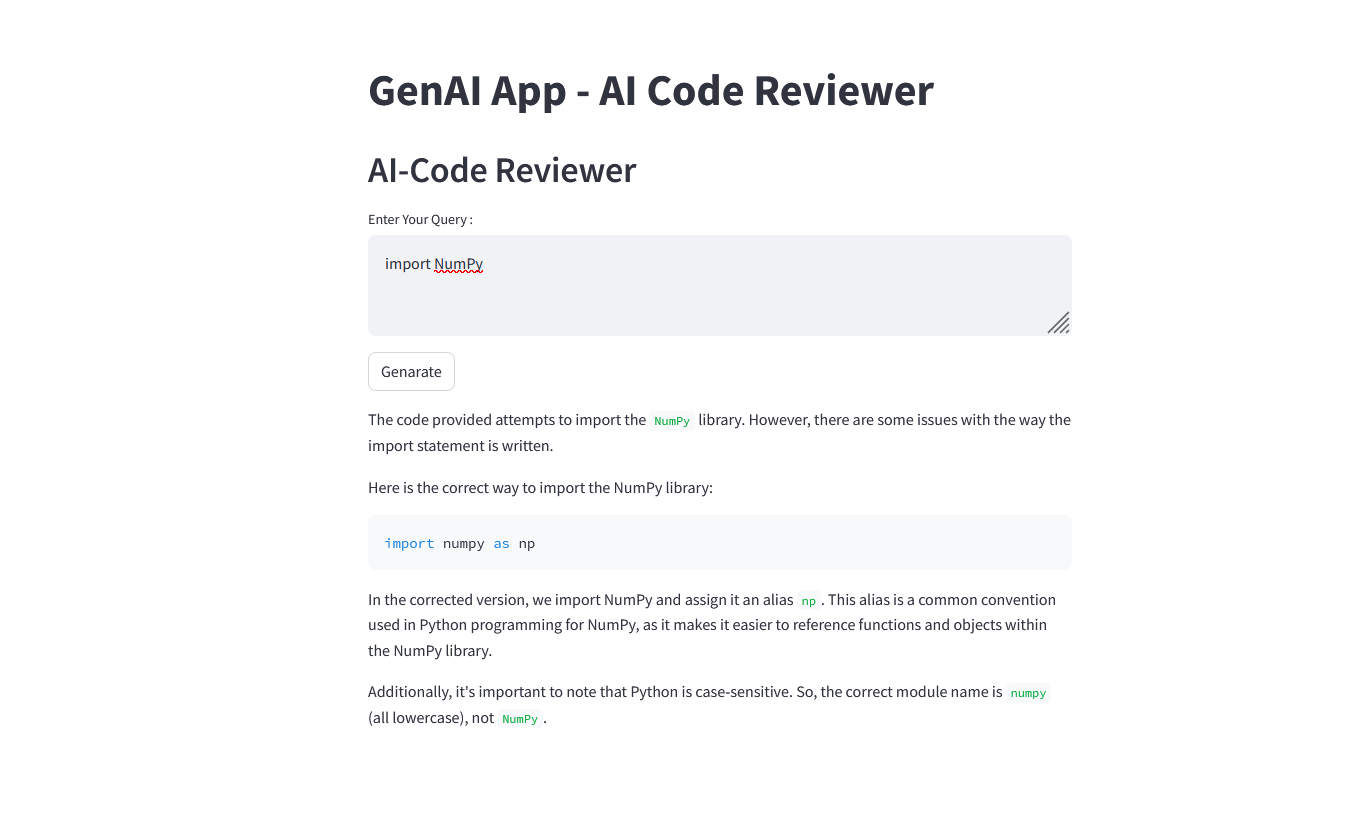 GenAI App - AI Code Reviewer
AI-Code Reviewer
Enter Your Query :
import NumPy
Genarate
The code provided attempts to import the NumPy library. However, there are some issues with the way the
import statement is written.
Here is the correct way to import the NumPy library:
import numpy as np
In the corrected version, we import NumPy and assign it an alias np . This alias is a common convention
used in Python programming for NumPy, as it makes it easier to reference functions and objects within
the NumPy library.
Additionally, it's important to note that Python is case-sensitive. So, the correct module name is numpy
(all lowercase), not NumPy .